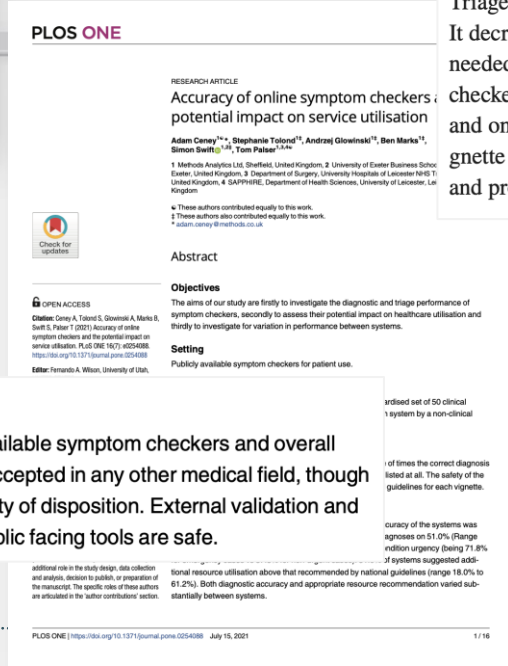 Triage
It decr
needed
checke
and on
gnette
and pr
PLOS ONE
RESEARCH ARTICLE
Accuracy of online symptom checkers a
potential impact on service utilisation
Adam Ceney, Stephanie Tolond, Andrzej Glowinski, Ben Marks,
Simon Swift, Tom Palser
1 Methods Analytics Ltd, Sheffield, United Kingdom, 2 University of Exeter Business Schoo
Exeter, United Kingdom, 3 Department of Surgery, University Hospitals of Leicester NHS T
United Kingdom, 4 SAPPHIRE, Department of Health Sciences, University of Leicester, Lei
Kingdom
These authors contributed equally to this work.
‡ These authors also contributed equally to this work.
* adam.ceney@methods.co.uk
Check for
updates
Abstract
Objectives
The aims of our study are firstly to investigate the diagnostic and triage performance of
symptom checkers, secondly to assess their potential impact on healthcare utilisation and
thirdly to investigate for variation in performance between systems.
Setting
Publicly available symptom checkers for patient use.
OPEN ACCESS
Citation: Ceney A, Tolond S, Glowinski A, Marks B,
Swift S, Palser T (2021) Accuracy of online
symptom checkers and the potential impact on
service utilisation. PLoS ONE 16(7): e0254088.
https://doi.org/10.1371/journal.pone.0254088
Editor: Fernando A. Wilson, University of Utah,
ardised set of 50 clinical
system by a non-clinical
of times the correct diagnosis
listed at all. The safety of the
guidelines for each vignette.
curacy of the systems was
agnoses on 51.0% (Range
ndition urgency (being 71.8%
of systems suggested addi-
tional resource utilisation above that recommended by national guidelines (range 18.0% to
61.2%). Both diagnostic accuracy and appropriate resource recommendation varied sub-
stantially between systems.
ailable symptom checkers and overall
ccepted in any other medical field, though
ty of disposition. External validation and
blic facing tools are safe.
additional role in the study design, data collection
and analysis, decision to publish, or preparation of
the manuscript. The specific roles of these authors
are articulated in the 'author contributions' section.
PLOS ONE | https://doi.org/10.1371/journal.pone.0254088 July 15, 2021
1 / 16